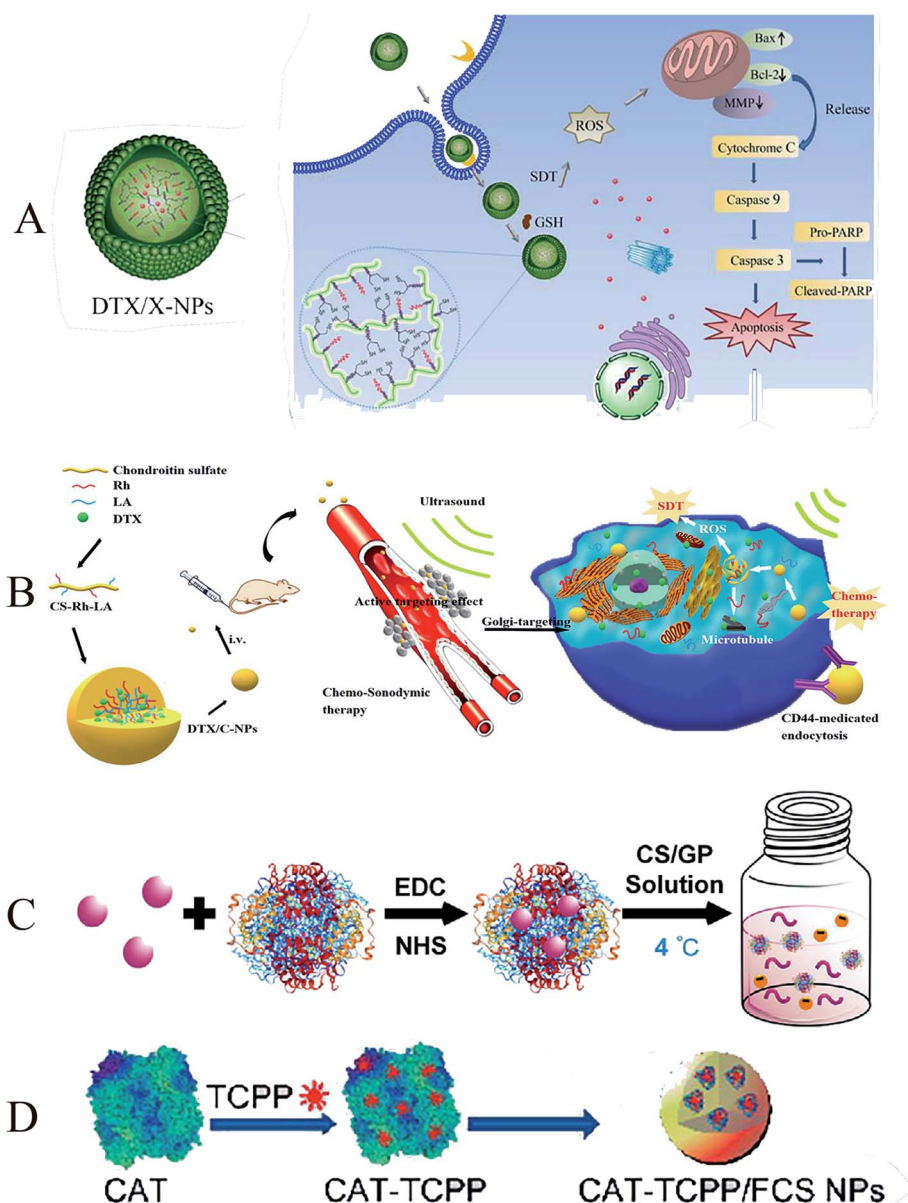 A
DTX/X-NPs
SDT
GSH
ROS
Bax↑
Bcl-2↓
MMP↓
Release
Cytochrome C
Caspase 9
Caspase 3
Pro-PARP
Cleaved-PARP
Apoptosis
B
Chondroitin sulfate
Rh
LA
DTX
CS-Rh-LA
DTX/C-NPs
i.v.
Ultrasound
Active targeting effect
Chemo-Sonodymic
therapy
Golgi-targeting
SDT
ROS
Microtubule
Chemo-
therapy
CD44-medicated
endocytosis
C
EDC
NHS
CS/GP
Solution
4 °C
D
CAT
TCPP
CAT-TCPP
CAT-TCPP/FCS NPs